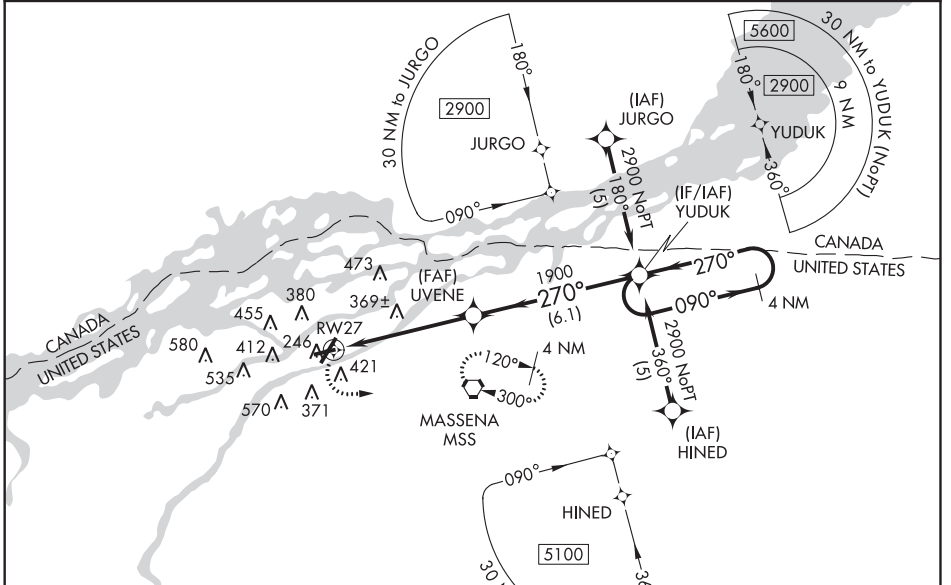 30 NM to JURGO
180°
2900
JURGO
090°
(IAF)
JURGO
2900 NoPT
180°
(5)
5600
2900
180°
30 NM to YUDUK (NoPT)
9 NM
YUDUK
360°
(IF/IAF)
YUDUK
CANADA
UNITED STATES
270°
090°
4 NM
473
(FAF)
UVENE
1900
270°
(6.1)
369±
380
455
RW27
CANADA
UNITED STATES
580
412
246
421
535
570
371
120°
4 NM
300°
MASSENA
MSS
2900 NoPT
360°
(5)
(IAF)
HINED
090°
HINED
5100
30